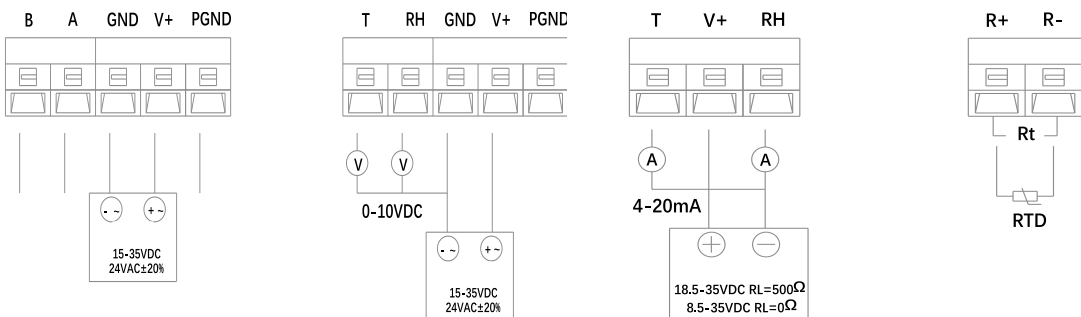 B A GND V+ PGND
T RH GND V+ PGND
T V+ RH
R+ R-
- ~ + ~
15-35VDC
24VAC±20%
V V
0-10VDC
- ~ + ~
15-35VDC
24VAC±20%
A A
4-20mA
+ −
18.5-35VDC RL=500Ω
8.5-35VDC RL=0Ω
Rt
RTD